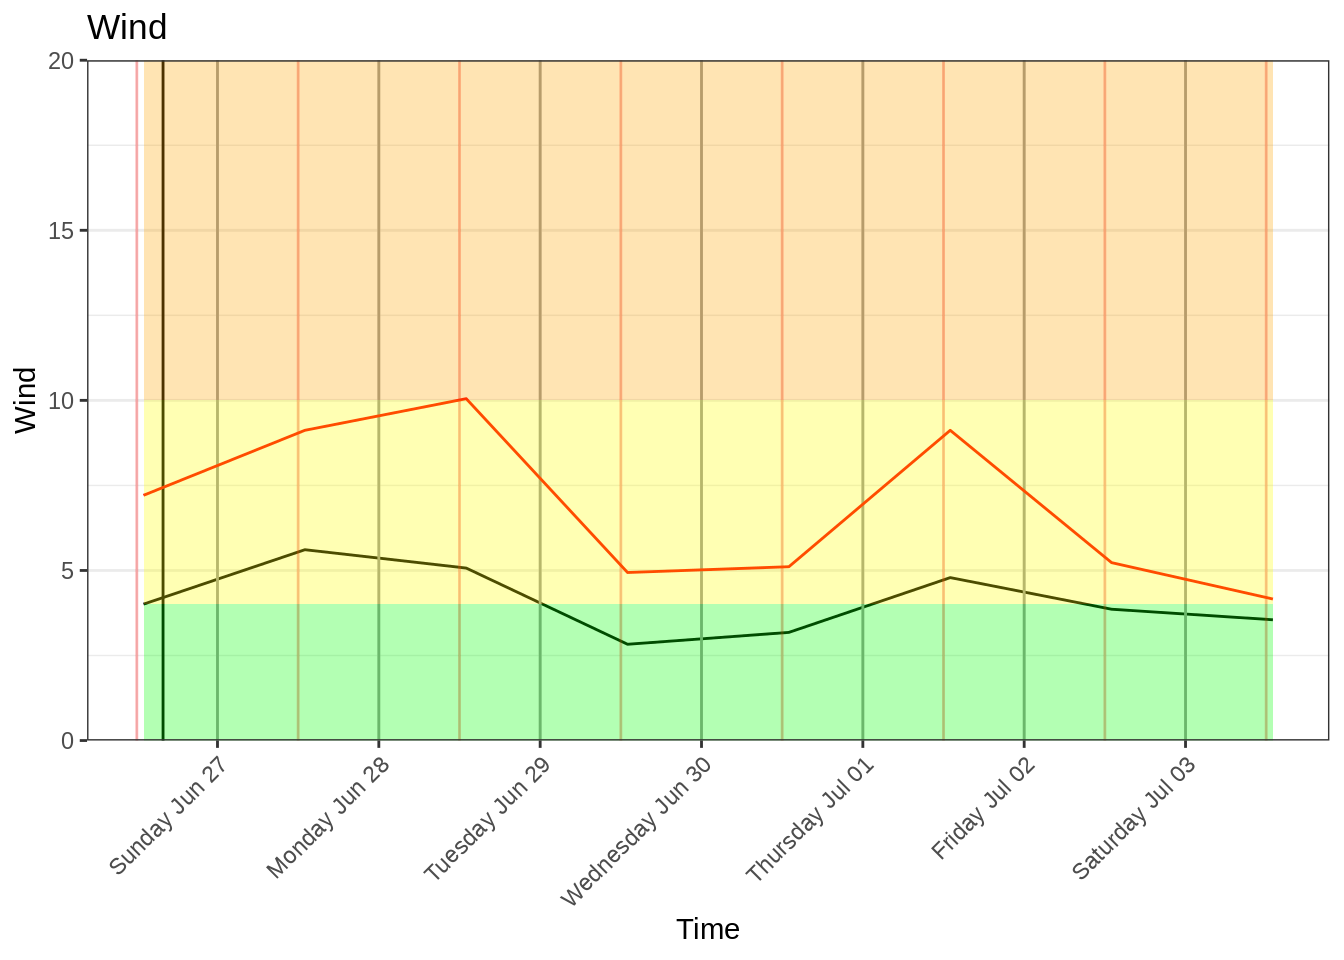 Wind
20
15
10
5
0
Wind
Sunday Jun 27
Monday Jun 28
Tuesday Jun 29
Wednesday Jun 30
Thursday Jul 01
Friday Jul 02
Saturday Jul 03
Time